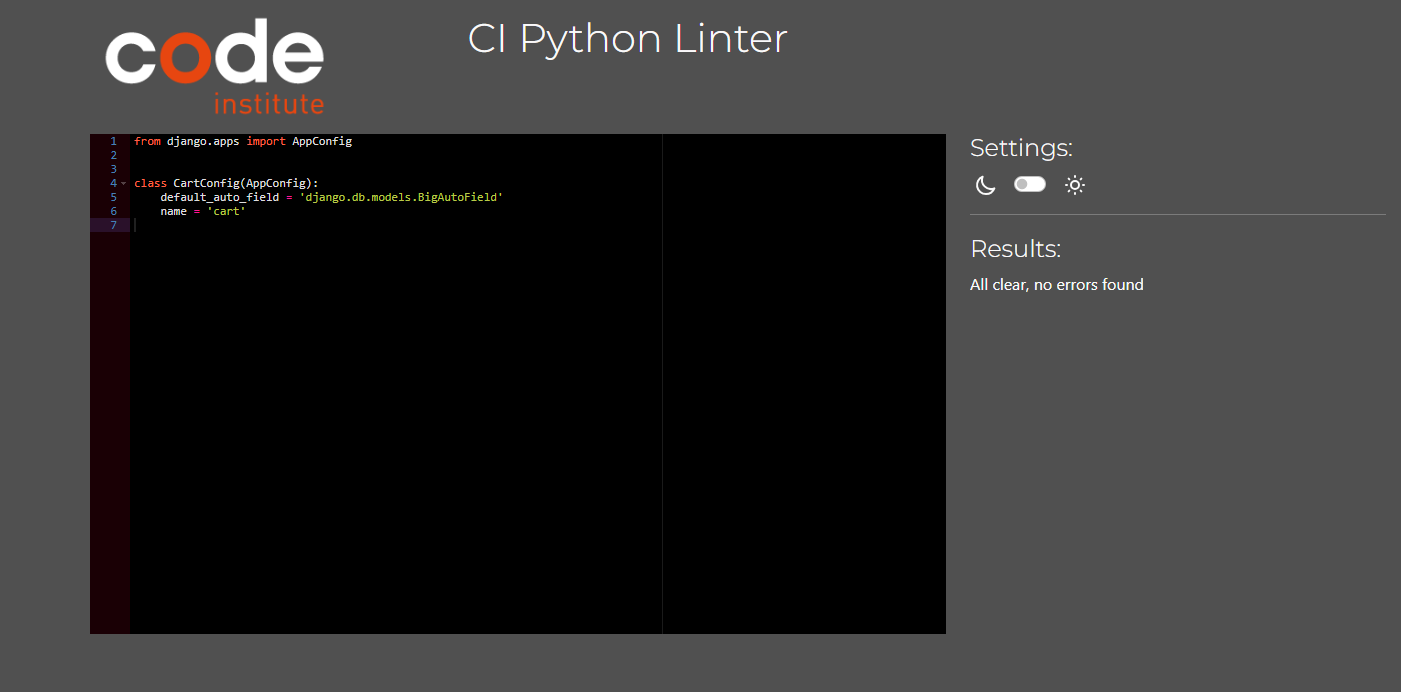 code
institute
CI Python Linter
1 from django.apps import AppConfig
2
3
4 class CartConfig(AppConfig):
5     default_auto_field = 'django.db.models.BigAutoField'
6     name = 'cart'
7
Settings:
Results:
All clear, no errors found